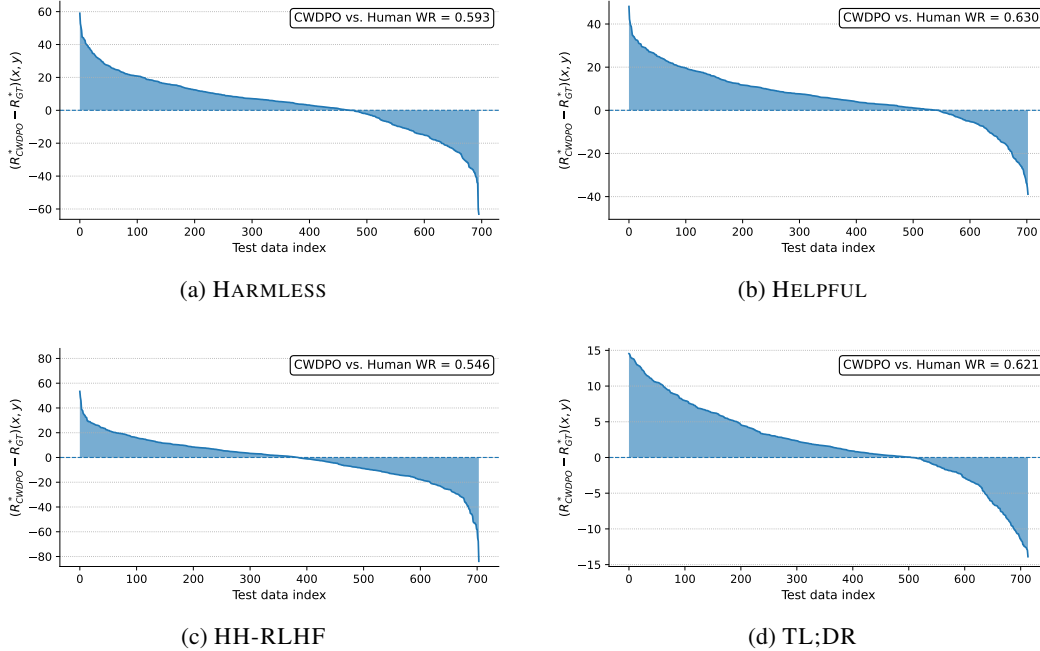 60
40
20
0
−20
−40
−60
(R*CWDPO − R*GT)(x, y)
CWDPO vs. Human WR = 0.593
0 100 200 300 400 500 600 700
Test data index
(a) HARMLESS
40
20
0
−20
−40
(R*CWDPO − R*GT)(x, y)
CWDPO vs. Human WR = 0.630
0 100 200 300 400 500 600 700
Test data index
(b) HELPFUL
80
60
40
20
0
−20
−40
−60
−80
(R*CWDPO − R*GT)(x, y)
CWDPO vs. Human WR = 0.546
0 100 200 300 400 500 600 700
Test data index
(c) HH-RLHF
15
10
5
0
−5
−10
−15
(R*CWDPO − R*GT)(x, y)
CWDPO vs. Human WR = 0.621
0 100 200 300 400 500 600 700
Test data index
(d) TL;DR